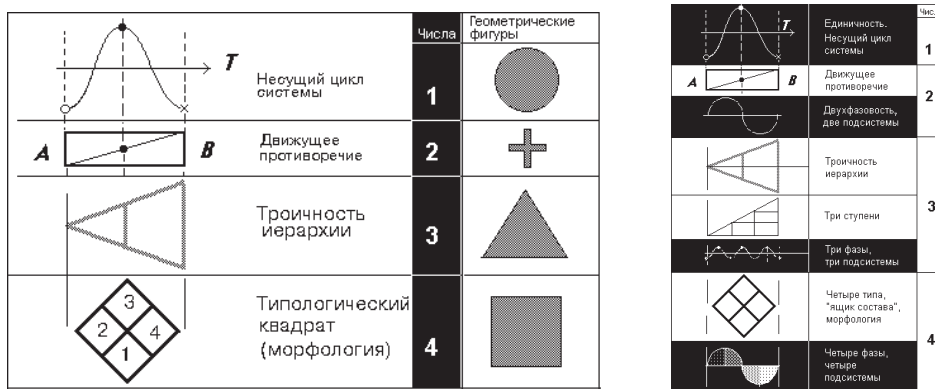 Числа
Геометрические
фигуры
T
Несущий цикл
системы
1
A
B
Движущее
противоречие
2
Троичность
иерархии
3
3
2
4
1
Типологический
квадрат
(морфология)
4
Чис
T
Единичность.
Несущий цикл
системы
1
A
B
Движущее
противоречие
2
Двухфазовость,
две подсистемы
Троичность
иерархии
Три ступени
3
Три фазы,
три подсистемы
Четыре типа,
"ящик состава",
морфология
4
Четыре фазы,
четыре
подсистемы